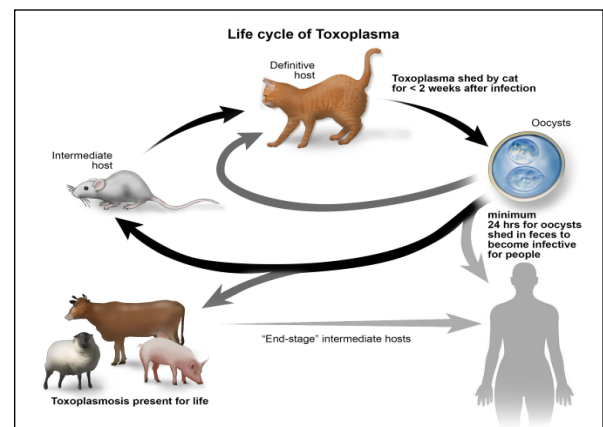 Life cycle of Toxoplasma
Definitive
host
Toxoplasma shed by cat
for < 2 weeks after infection
Oocysts
Intermediate
host
minimum
24 hrs for oocysts
shed in feces to
become infective
for people
"End-stage" intermediate hosts
Toxoplasmosis present for life